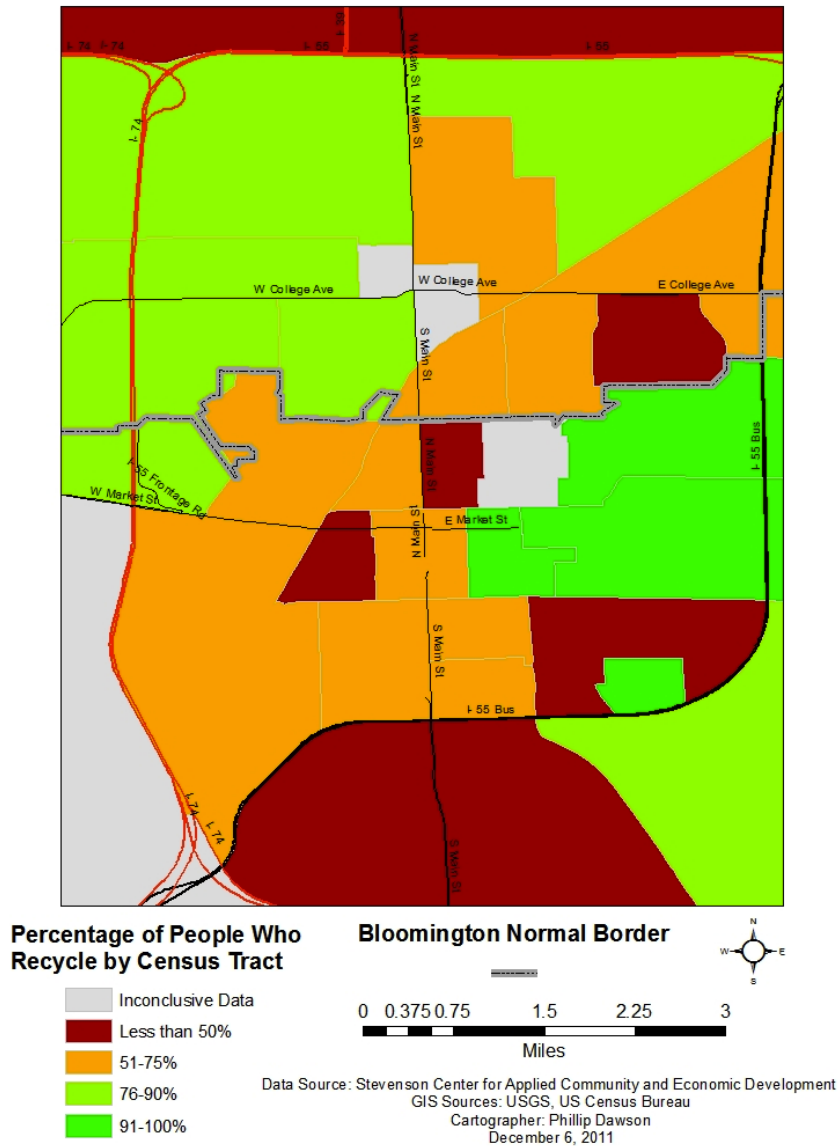 I- 39
I- 74
I- 74
I- 55
I- 55
N Main St
N Main St
I- 74
W College Ave
E College Ave
W College Ave
S Main St
I- 55 Bus
N Main St
I-55 Frontage Rd
W Market St
E Market St
N Main St
S Main St
I- 55 Bus
I- 74
I- 74
S Main St
Percentage of People Who
Recycle by Census Tract
Inconclusive Data
Less than 50%
51-75%
76-90%
91-100%
Bloomington Normal Border
N
W
E
S
0 0.375 0.75 1.5 2.25 3
Miles
Data Source: Stevenson Center for Applied Community and Economic Development
GIS Sources: USGS, US Census Bureau
Cartographer: Phillip Dawson
December 6, 2011